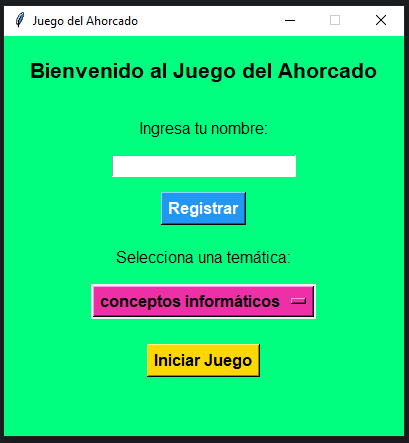 Juego del Ahorcado
Bienvenido al Juego del Ahorcado
Ingresa tu nombre:
Registrar
Selecciona una temática:
conceptos informáticos
Iniciar Juego